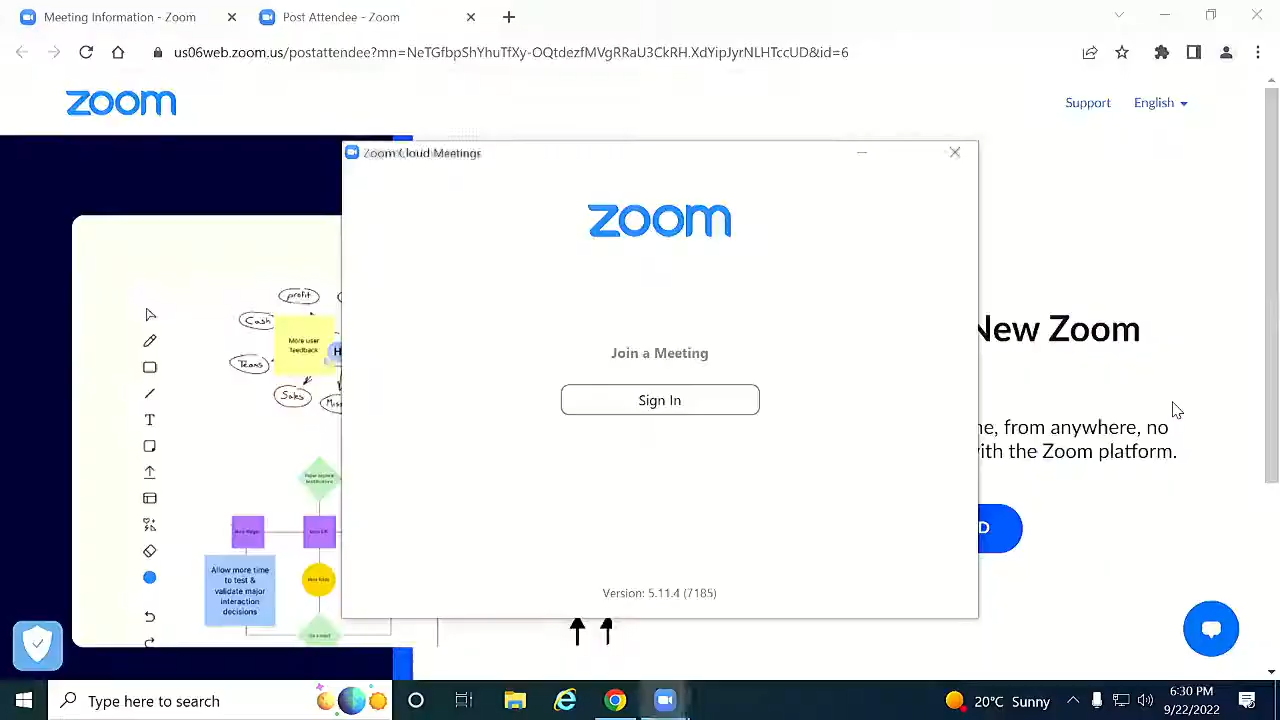 Meeting Information - Zoom
Post Attendee - Zoom
us06web.zoom.us/postattendee?mn=NeTGfbpShYhuTfXy-OQtdezfMVgRRaU3CkRH.XdYipJyrNLHTccUD&id=6
zoom
Support
English
Zoom Cloud Meetings
zoom
Join a Meeting
Sign In
Version: 5.11.4 (7185)
New Zoom
ne, from anywhere, no
with the Zoom platform.
D
profit
Cash
More user
feedback
H
Teams
Sales
T
Allow more time
to test &
validate major
interaction
decisions
Type here to search
20°C Sunny
6:30 PM
9/22/2022